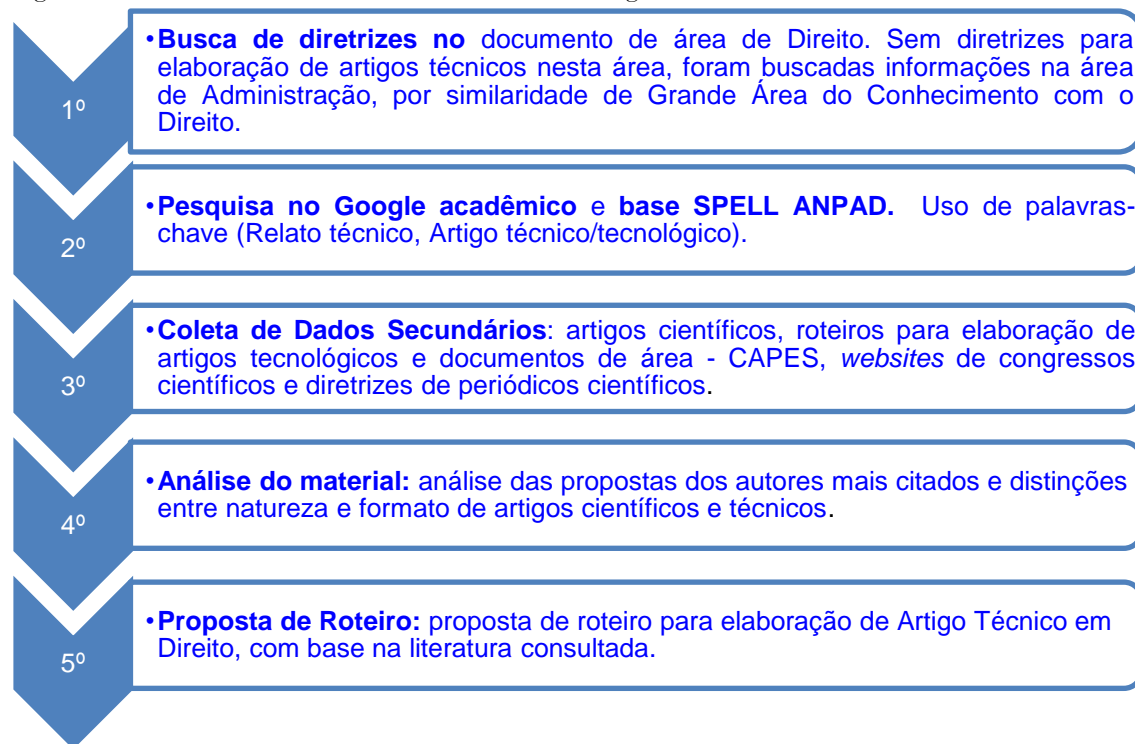 1º
•Busca de diretrizes no documento de área de Direito. Sem diretrizes para
elaboração de artigos técnicos nesta área, foram buscadas informações na área
de Administração, por similaridade de Grande Área do Conhecimento com o
Direito.
2º
•Pesquisa no Google acadêmico e base SPELL ANPAD. Uso de palavras-
chave (Relato técnico, Artigo técnico/tecnológico).
3º
•Coleta de Dados Secundários: artigos científicos, roteiros para elaboração de
artigos tecnológicos e documentos de área - CAPES, websites de congressos
científicos e diretrizes de periódicos científicos.
4º
•Análise do material: análise das propostas dos autores mais citados e distinções
entre natureza e formato de artigos científicos e técnicos.
5º
•Proposta de Roteiro: proposta de roteiro para elaboração de Artigo Técnico em
Direito, com base na literatura consultada.